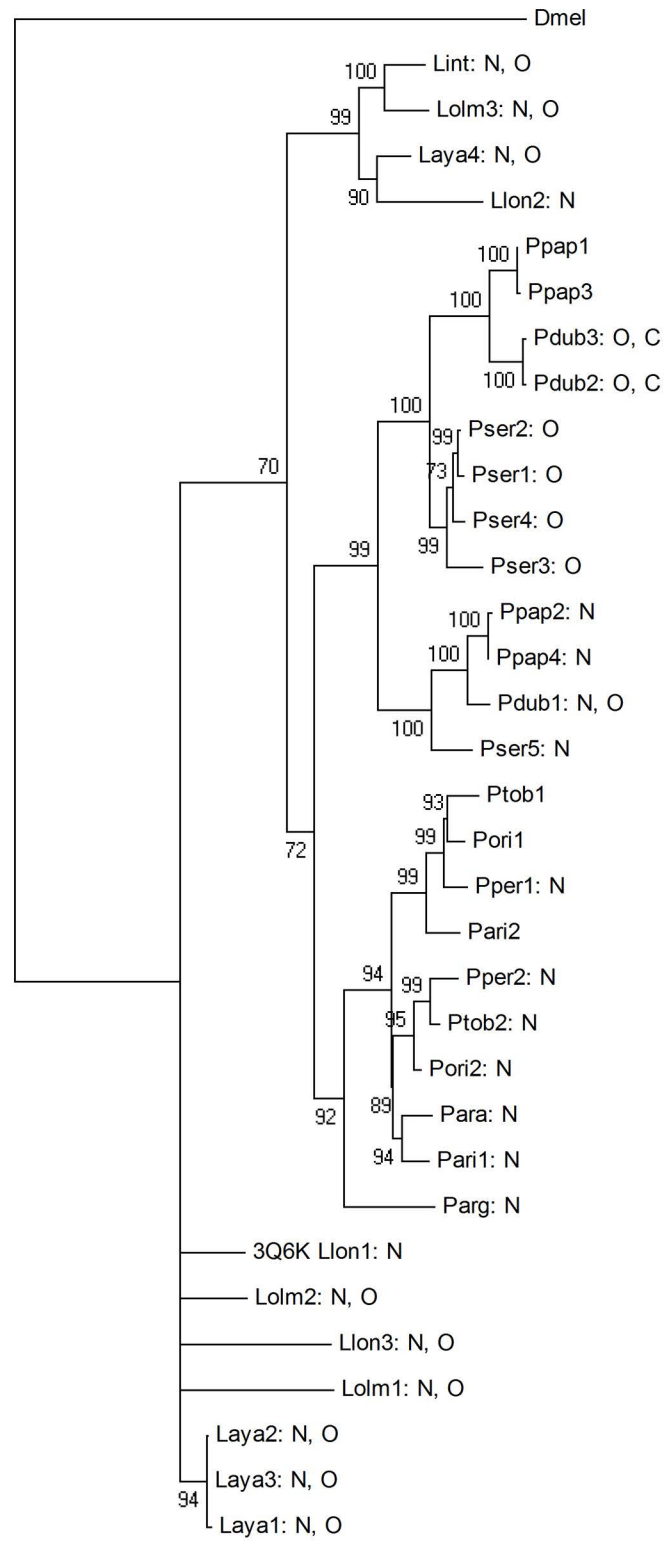 Dmel
Lint: N, O
100
Lolm3: N, O
99
Laya4: N, O
90
Llon2: N
Ppap1
100
Ppap3
100
Pdub3: O, C
100
Pdub2: O, C
100
Pser2: O
99
70
73
Pser1: O
Pser4: O
99
99
Pser3: O
Ppap2: N
100
Ppap4: N
100
Pdub1: N, O
100
Pser5: N
Ptob1
93
99
Pori1
72
99
Pper1: N
Pari2
94
Pper2: N
99
95
Ptob2: N
Pori2: N
89
92
Para: N
94
Pari1: N
Parg: N
3Q6K Llon1: N
Lolm2: N, O
Llon3: N, O
Lolm1: N, O
Laya2: N, O
Laya3: N, O
94
Laya1: N, O